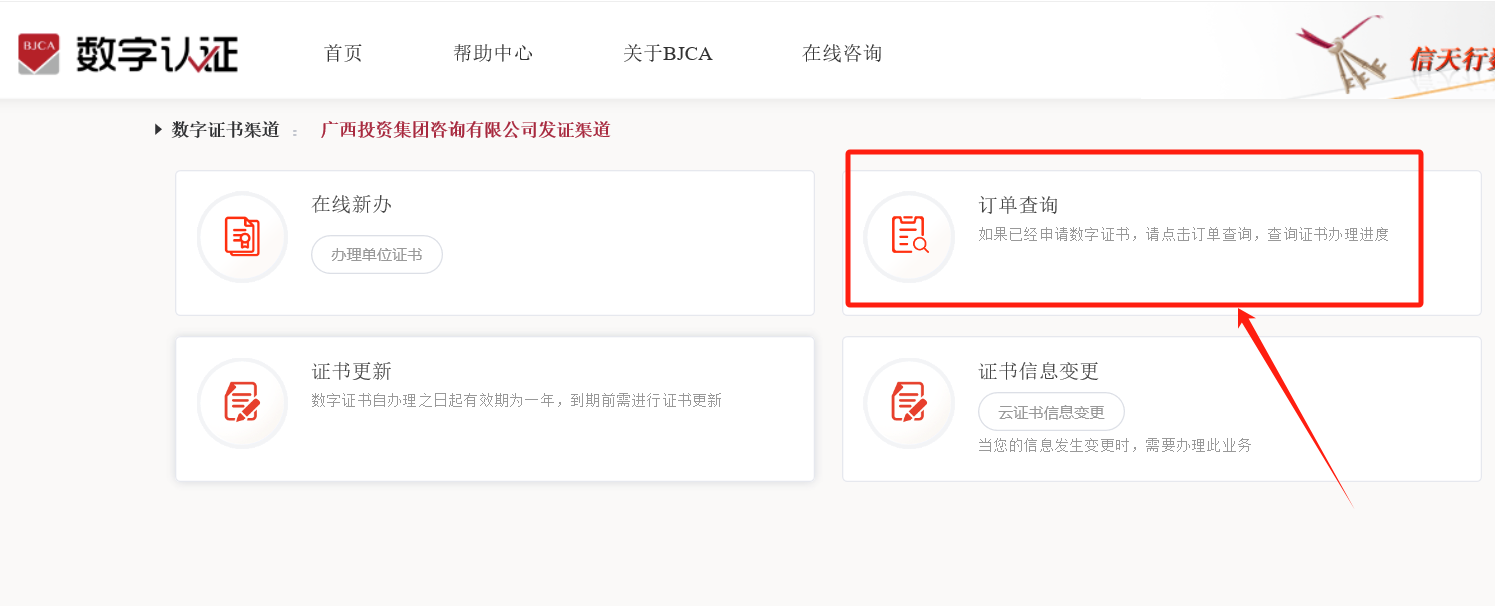 BJCA 数字认证 首页 帮助中心 关于BJCA 在线咨询 信天行
数字证书渠道 : 广西投资集团咨询有限公司发证渠道
在线新办
办理单位证书
订单查询
如果已经申请数字证书，请点击订单查询，查询证书办理进度
证书更新
数字证书自办理之日起有效期为一年，到期前需进行证书更新
证书信息变更
云证书信息变更
当您的信息发生变更时，需要办理此业务